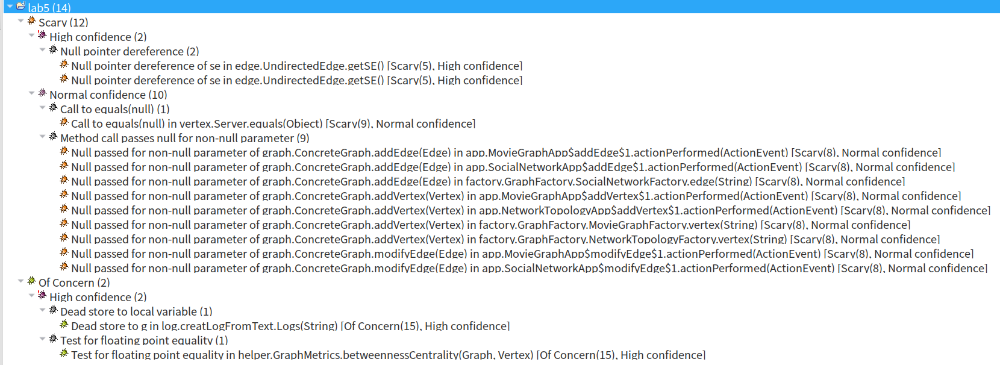 lab5 (14)
Scary (12)
High confidence (2)
Null pointer dereference (2)
Null pointer dereference of se in edge.UndirectedEdge.getSE() [Scary(5), High confidence]
Null pointer dereference of se in edge.UndirectedEdge.getSE() [Scary(5), High confidence]
Normal confidence (10)
Call to equals(null) (1)
Call to equals(null) in vertex.Server.equals(Object) [Scary(9), Normal confidence]
Method call passes null for non-null parameter (9)
Null passed for non-null parameter of graph.ConcreteGraph.addEdge(Edge) in app.MovieGraphApp$addEdge$1.actionPerformed(ActionEvent) [Scary(8), Normal confidence]
Null passed for non-null parameter of graph.ConcreteGraph.addEdge(Edge) in app.SocialNetworkApp$addEdge$1.actionPerformed(ActionEvent) [Scary(8), Normal confidence]
Null passed for non-null parameter of graph.ConcreteGraph.addEdge(Edge) in factory.GraphFactory.SocialNetworkFactory.edge(String) [Scary(8), Normal confidence]
Null passed for non-null parameter of graph.ConcreteGraph.addVertex(Vertex) in app.MovieGraphApp$addVertex$1.actionPerformed(ActionEvent) [Scary(8), Normal confidence]
Null passed for non-null parameter of graph.ConcreteGraph.addVertex(Vertex) in app.NetworkTopologyApp$addVertex$1.actionPerformed(ActionEvent) [Scary(8), Normal confidence]
Null passed for non-null parameter of graph.ConcreteGraph.addVertex(Vertex) in factory.GraphFactory.MovieGraphFactory.vertex(String) [Scary(8), Normal confidence]
Null passed for non-null parameter of graph.ConcreteGraph.addVertex(Vertex) in factory.GraphFactory.NetworkTopologyFactory.vertex(String) [Scary(8), Normal confidence]
Null passed for non-null parameter of graph.ConcreteGraph.modifyEdge(Edge) in app.MovieGraphApp$modifyEdge$1.actionPerformed(ActionEvent) [Scary(8), Normal confidence]
Null passed for non-null parameter of graph.ConcreteGraph.modifyEdge(Edge) in app.SocialNetworkApp$modifyEdge$1.actionPerformed(ActionEvent) [Scary(8), Normal confidence]
Of Concern (2)
High confidence (2)
Dead store to local variable (1)
Dead store to g in log.creatLogFromText.Logs(String) [Of Concern(15), High confidence]
Test for floating point equality (1)
Test for floating point equality in helper.GraphMetrics.betweennessCentrality(Graph, Vertex) [Of Concern(15), High confidence]